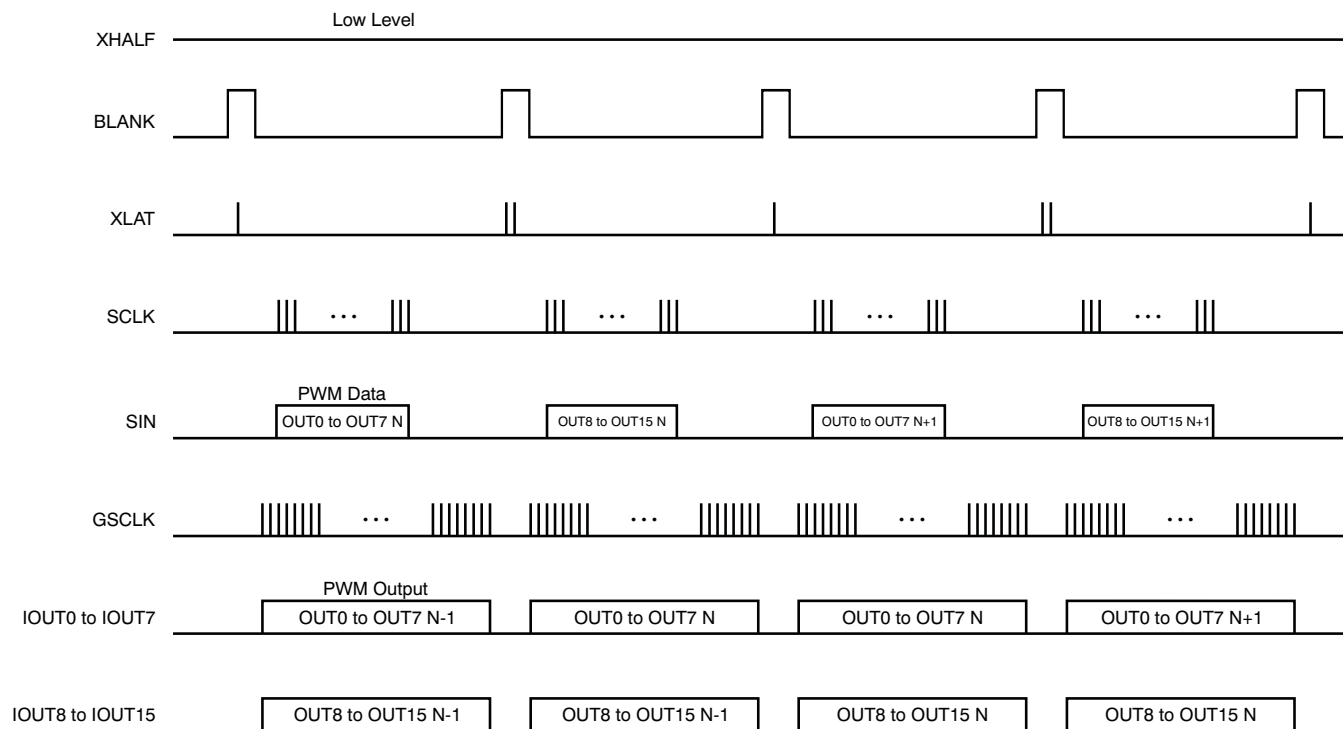 Low Level
XHALF
BLANK
XLAT
SCLK
...
...
...
...
PWM Data
SIN
OUT0 to OUT7 N
OUT8 to OUT15 N
OUT0 to OUT7 N+1
OUT8 to OUT15 N+1
GSCLK
...
...
...
...
PWM Output
IOUT0 to IOUT7
OUT0 to OUT7 N-1
OUT0 to OUT7 N
OUT0 to OUT7 N
OUT0 to OUT7 N+1
IOUT8 to IOUT15
OUT8 to OUT15 N-1
OUT8 to OUT15 N-1
OUT8 to OUT15 N
OUT8 to OUT15 N